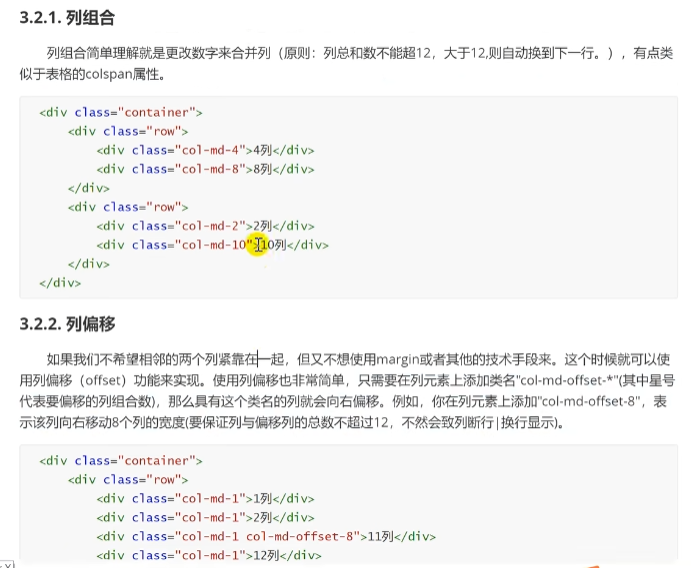 3.2.1. 列组合
列组合简单理解就是更改数字来合并列（原则：列总和数不能超12，大于12,则自动换到下一行。），有点类
似于表格的colspan属性。
<div class="container">
<div class="row">
<div class="col-md-4">4列</div>
<div class="col-md-8">8列</div>
</div>
<div class="row">
<div class="col-md-2">2列</div>
<div class="col-md-10">10列</div>
</div>
</div>
3.2.2. 列偏移
如果我们不希望相邻的两个列紧靠在一起，但又不想使用margin或者其他的技术手段来。这个时候就可以使
用列偏移（offset）功能来实现。使用列偏移也非常简单，只需要在列元素上添加类名"col-md-offset-*"(其中星号
代表要偏移的列组合数)，那么具有这个类名的列就会向右偏移。例如，你在列元素上添加"col-md-offset-8"，表
示该列向右移动8个列的宽度(要保证列与偏移列的总数不超过12，不然会致列断行|换行显示)。
<div class="container">
<div class="row">
<div class="col-md-1">1列</div>
<div class="col-md-1">2列</div>
<div class="col-md-1 col-md-offset-8">11列</div>
<div class="col-md-1">12列</div>